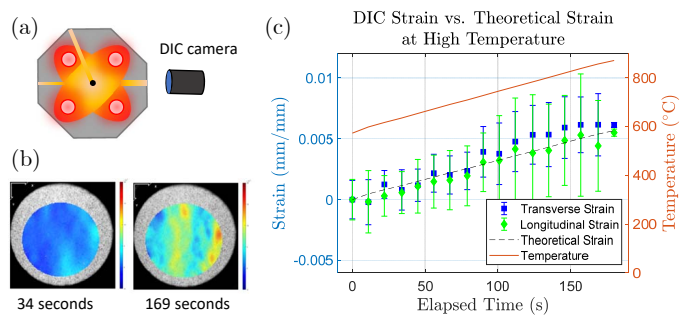 (a)
DIC camera
(b)
34 seconds
169 seconds
(c)
DIC Strain vs. Theoretical Strain
at High Temperature
Strain (mm/mm)
0.01
0.005
0
-0.005
0
50
100
150
Elapsed Time (s)
800
600
400
200
0
Temperature (°C)
Transverse Strain
Longitudinal Strain
Theoretical Strain
Temperature